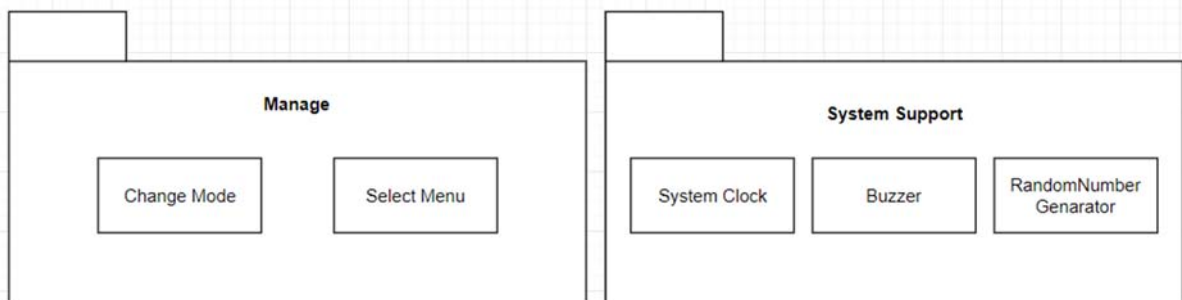 Manage
Change Mode
Select Menu
System Support
System Clock
Buzzer
RandomNumber
Genarator